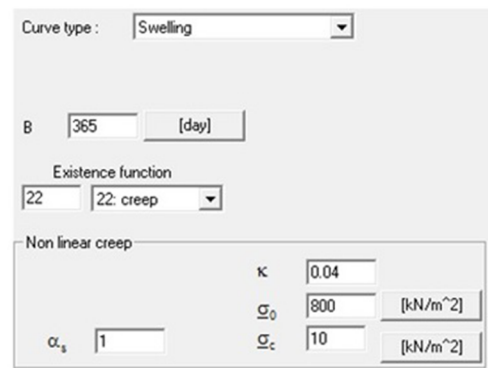 Curve type : Swelling
B 365 [day]
Existence function
22 22: creep
Non linear creep
κ 0.04
σ₀ 800 [kN/m^2]
αₛ 1 σ꜀ 10 [kN/m^2]